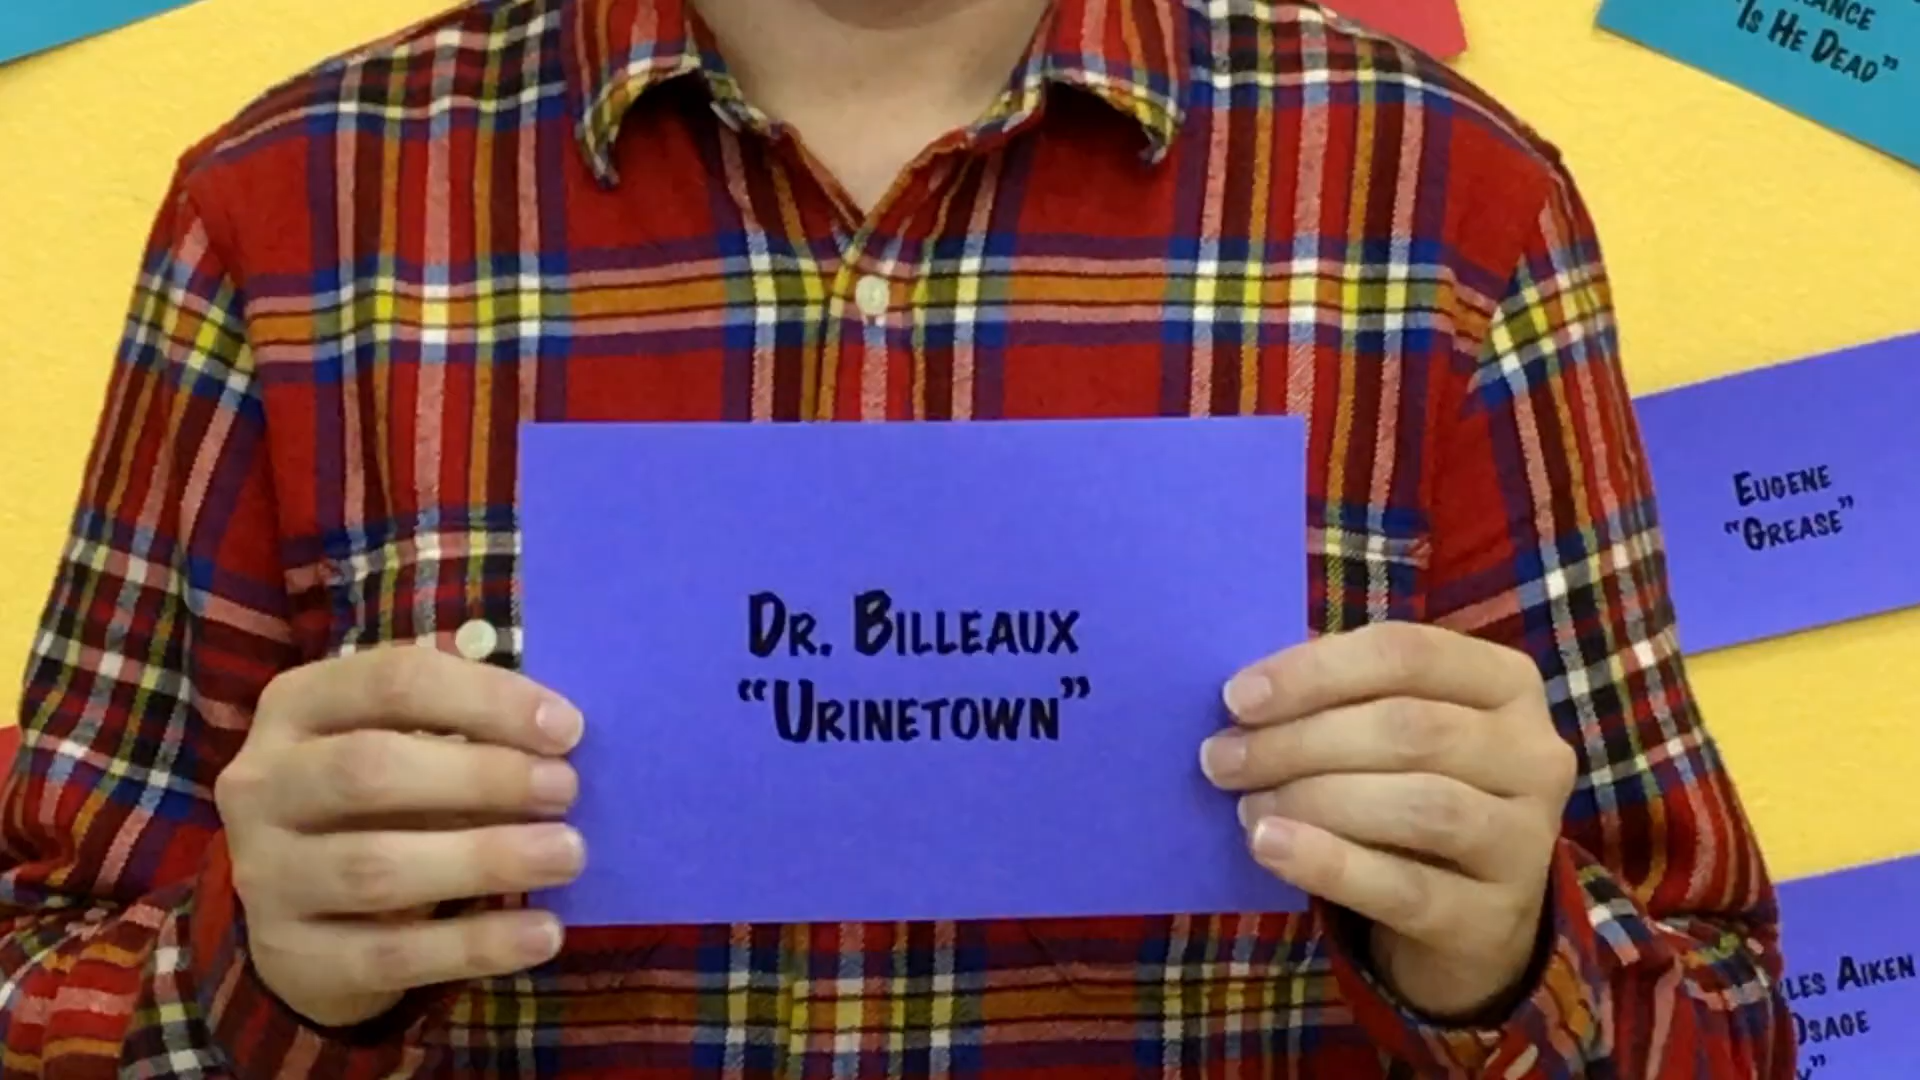 "Is He Dead"
Eugene
"Grease"
Dr. Billeaux
"Urinetown"
Aiken